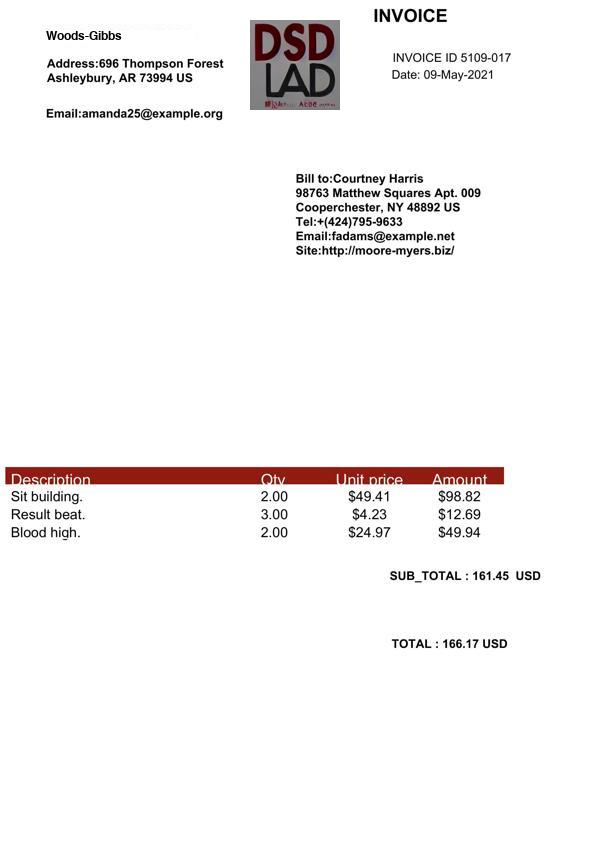 INVOICE
Woods-Gibbs
Address:696 Thompson Forest
Ashleybury, AR 73994 US
Email:amanda25@example.org
DSD
LAD
INVOICE ID 5109-017
Date: 09-May-2021
Bill to:Courtney Harris
98763 Matthew Squares Apt. 009
Cooperchester, NY 48892 US
Tel:+(424)795-9633
Email:fadams@example.net
Site:http://moore-myers.biz/
Description Qty Unit price Amount
Sit building. 2.00 $49.41 $98.82
Result beat. 3.00 $4.23 $12.69
Blood high. 2.00 $24.97 $49.94
SUB_TOTAL : 161.45 USD
TOTAL : 166.17 USD